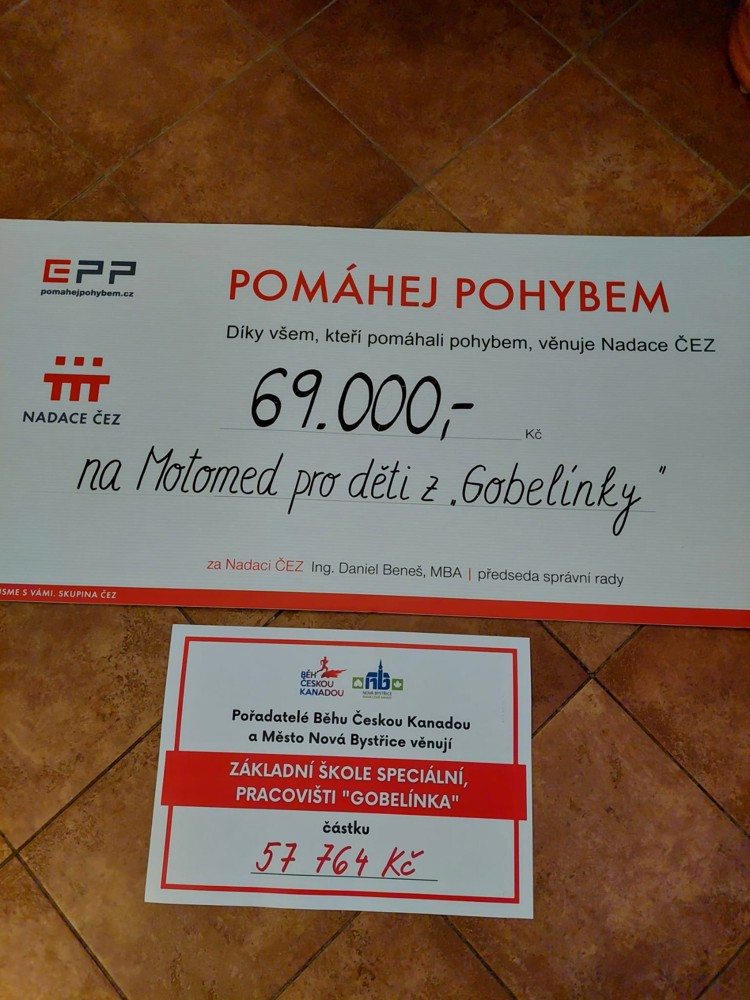 EPP
pomahejpohybem.cz
POMÁHEJ POHYBEM
Díky všem, kteří pomáhali pohybem, věnuje Nadace ČEZ
NADACE ČEZ
69.000,- Kč
na Motomed pro děti z „Gobelínky"
za Nadaci ČEZ Ing. Daniel Beneš, MBA | předseda správní rady
JSME S VÁMI. SKUPINA ČEZ
BĚH
ČESKOU
KANADOU
nb
NOVÁ BYSTŘICE
Pořadatelé Běhu Českou Kanadou
a Město Nová Bystřice věnují
ZÁKLADNÍ ŠKOLE SPECIÁLNÍ,
PRACOVIŠTI "GOBELÍNKA"
částku
57 764 Kč